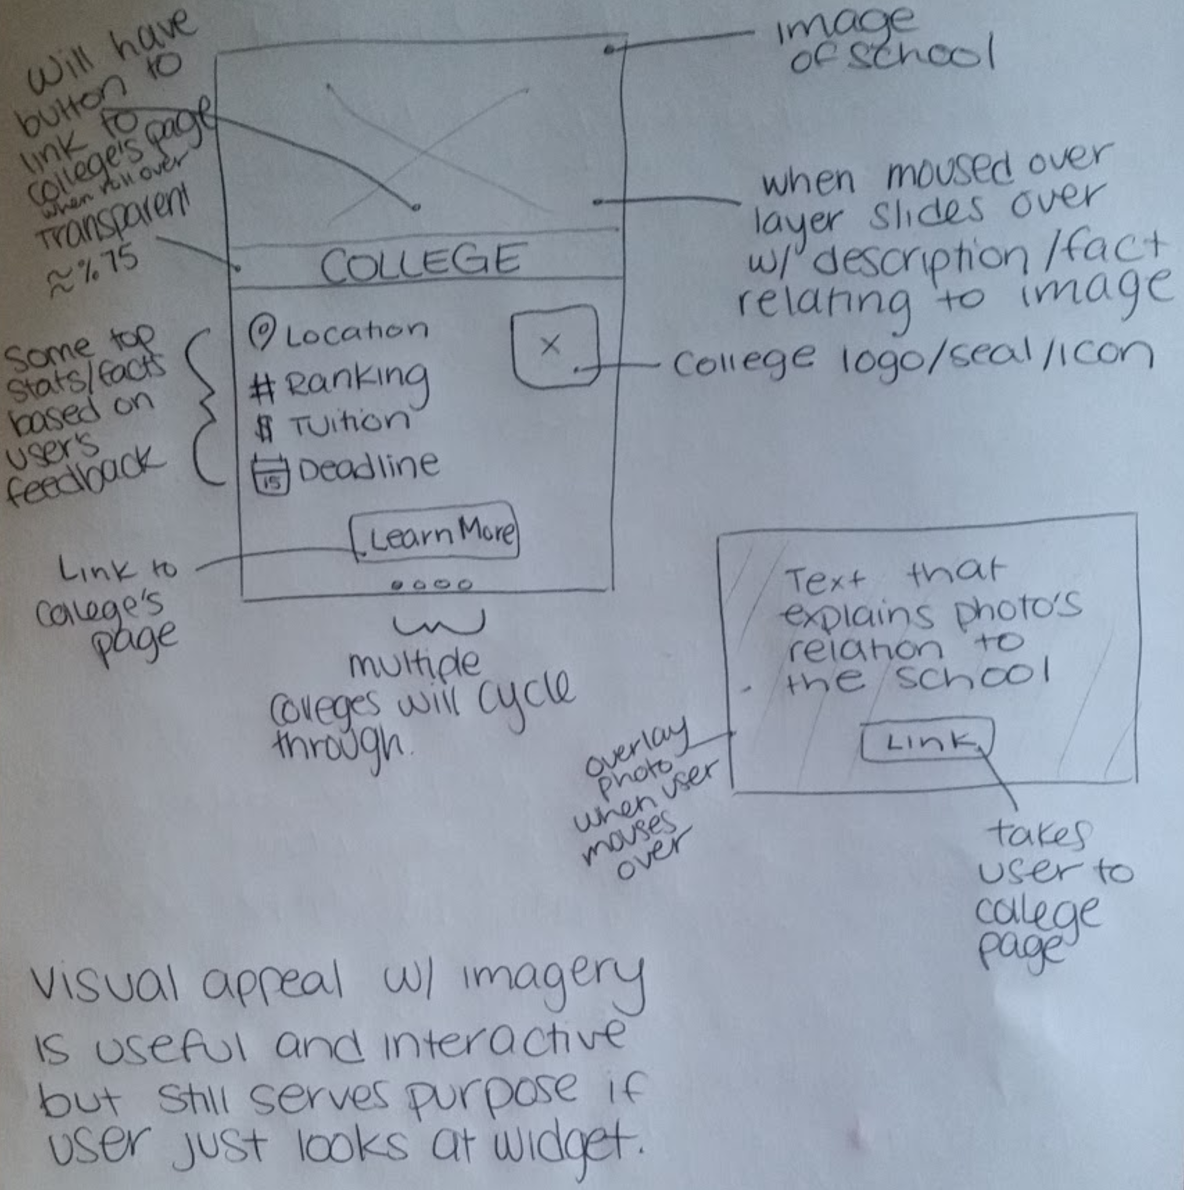 Will have
button to
link to
college's page
when roll over
Transparent
≈%75
image
of school
when moused over
layer slides over
w/ description/fact
relating to image
COLLEGE
Location
# Ranking
$ Tuition
15 Deadline
X
College logo/seal/icon
Some top
stats/facts
based on
user's
feedback
Learn More
Link to
college's
page
multiple
colleges will cycle
through.
Text that
explains photo's
relation to
the school
Link
overlay
photo
when user
mouses
over
takes
user to
college
page
Visual appeal w/ imagery
is useful and interactive
but still serves purpose if
user just looks at widget.